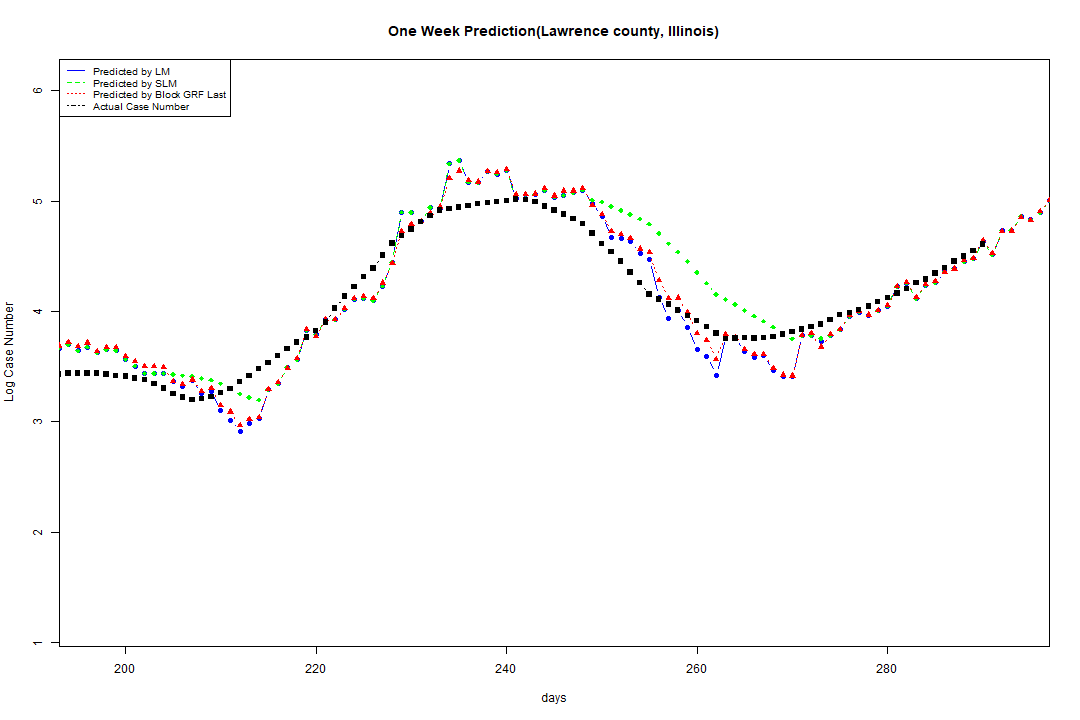 One Week Prediction(Lawrence county, Illinois)
Predicted by LM
Predicted by SLM
Predicted by Block GRF Last
Actual Case Number
6
5
4
3
2
1
Log Case Number
200
220
240
260
280
days